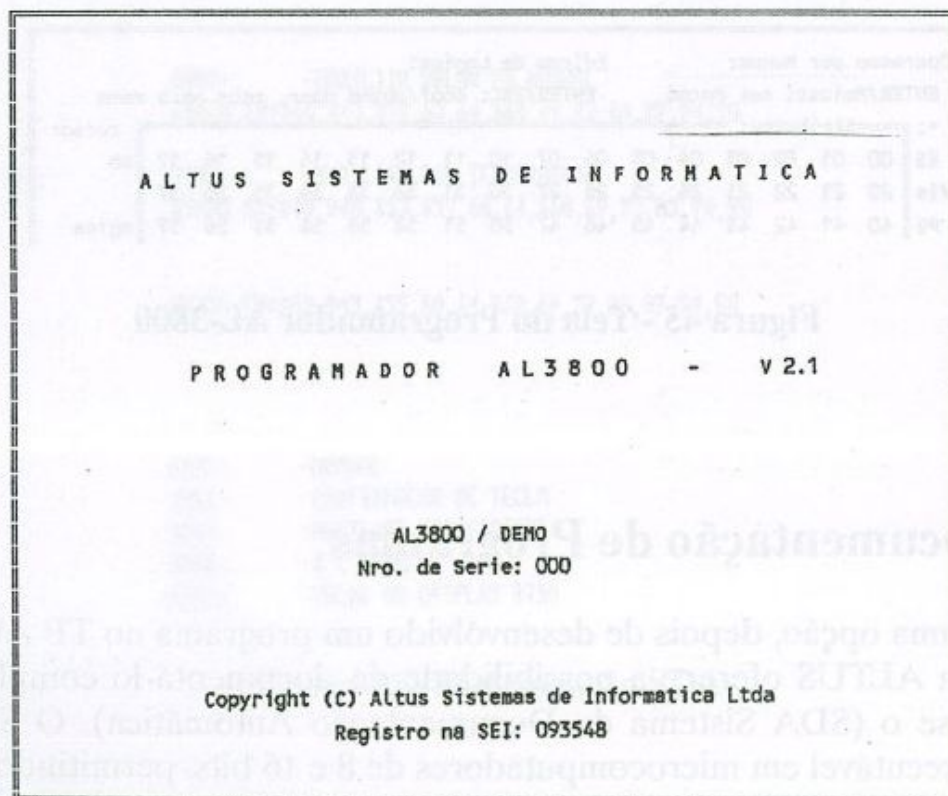 ALTUS SISTEMAS DE INFORMATICA
PROGRAMADOR AL3800 - V 2.1
AL3800 / DEMO
Nro. de Serie: 000
Copyright (C) Altus Sistemas de Informatica Ltda
Registro na SEI: 093548